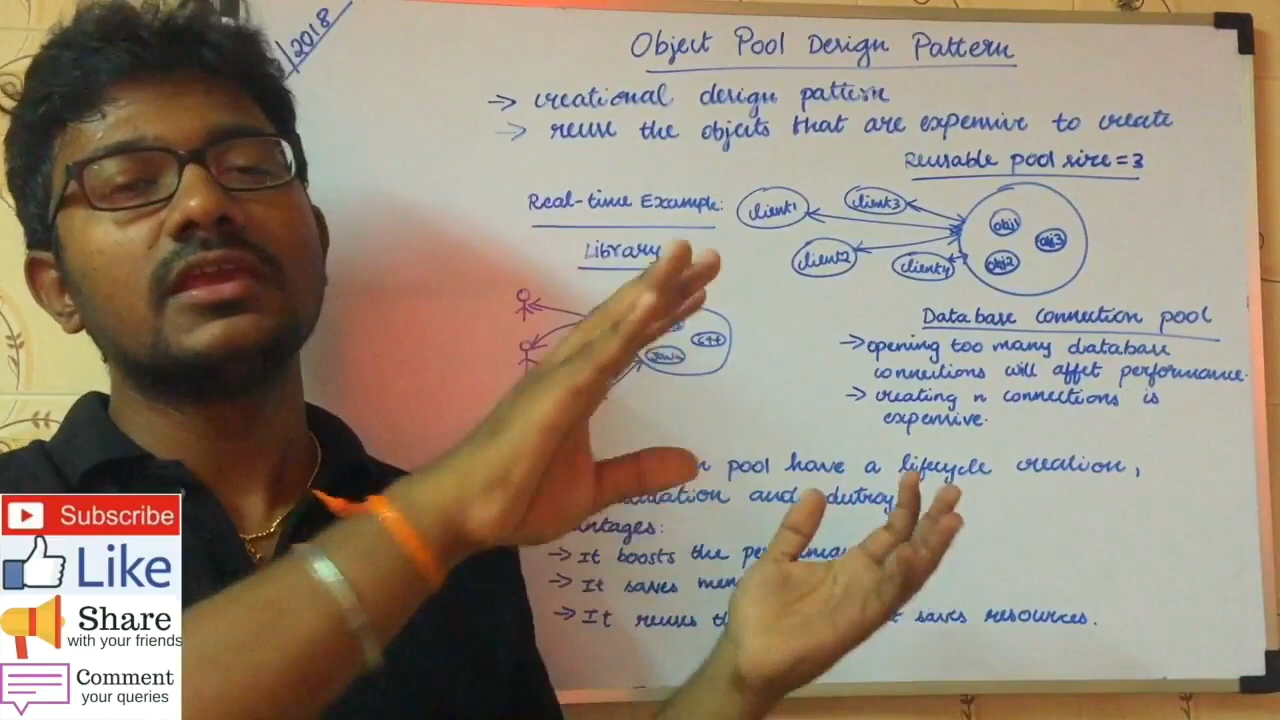 /2018
Object Pool Design Pattern
→ creational design pattern
→ reuse the objects that are expensive to create
Reusable pool size = 3
Real-time Example:
Library
client1
client3
client2
client4
obj1
obj3
obj2
C++
Java
Database Connection pool
→ opening too many database
connections will affet performance.
→ creating n connections is
expensive.
pool have a lifecycle creation,
and
:
→ It boosts the
→ It saves
→ It reuses saves resources.
Subscribe
Like
Share
with your friends
Comment
your queries